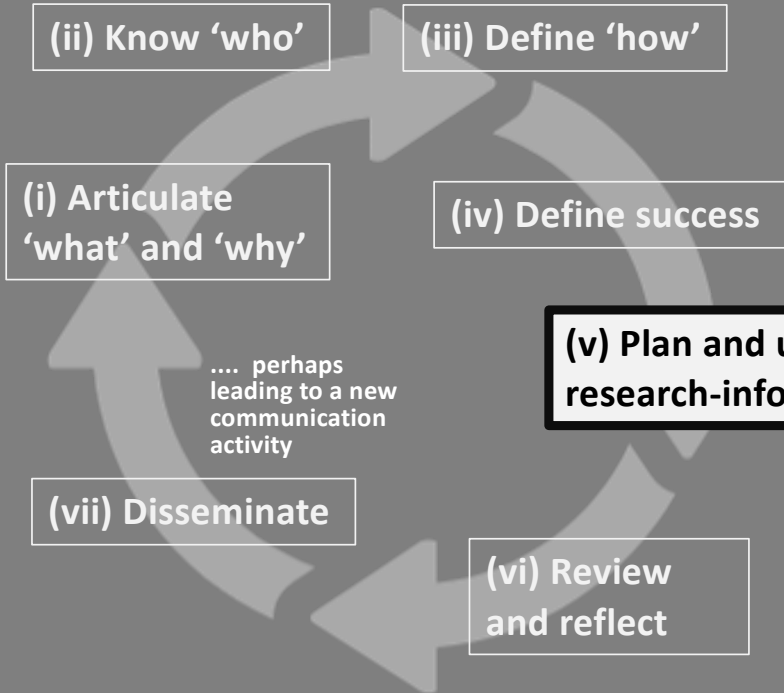 (ii) Know ‘who’
(iii) Define ‘how’
(i) Articulate
‘what’ and ‘why’
(iv) Define success
(v) Plan and
research-info
.... perhaps
leading to a new
communication
activity
(vii) Disseminate
(vi) Review
and reflect